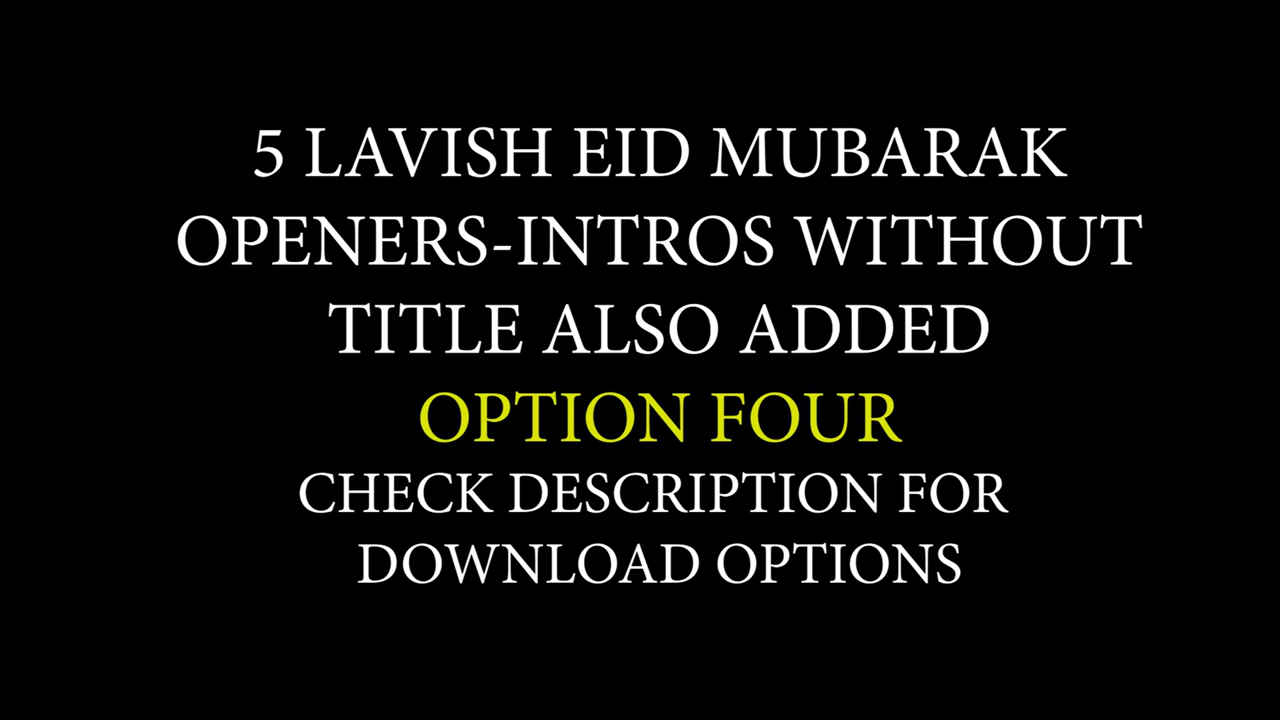 5 LAVISH EID MUBARAK
OPENERS-INTROS WITHOUT
TITLE ALSO ADDED
OPTION FOUR
CHECK DESCRIPTION FOR
DOWNLOAD OPTIONS